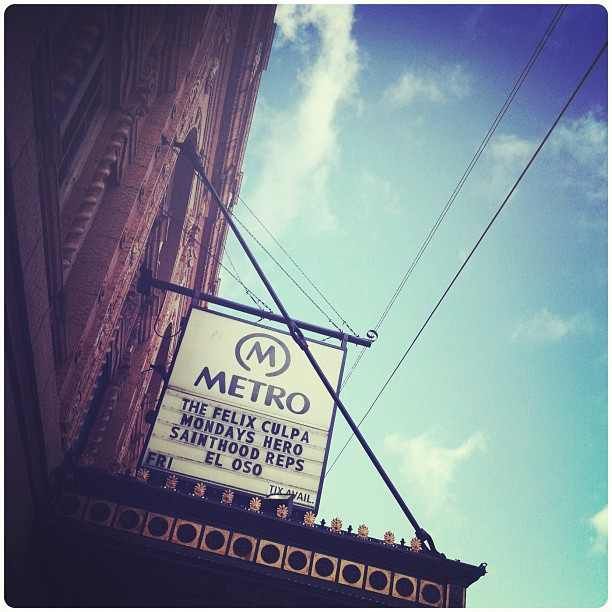 M
METRO
THE FELIX CULPA
MONDAYS HERO
SAINTHOOD REPS
EL OSO
FRI
TIX AVAIL.